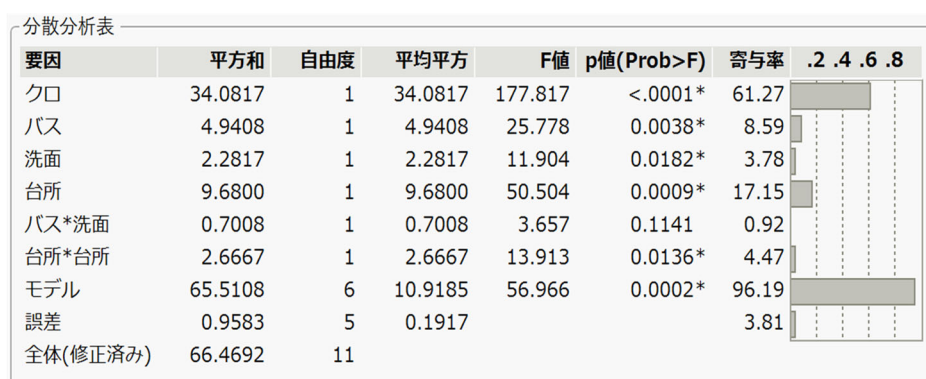 分散分析表
要因 平方和 自由度 平均平方 F値 p値(Prob>F) 寄与率 .2 .4 .6 .8
クロ 34.0817 1 34.0817 177.817 <.0001* 61.27
バス 4.9408 1 4.9408 25.778 0.0038* 8.59
洗面 2.2817 1 2.2817 11.904 0.0182* 3.78
台所 9.6800 1 9.6800 50.504 0.0009* 17.15
バス*洗面 0.7008 1 0.7008 3.657 0.1141 0.92
台所*台所 2.6667 1 2.6667 13.913 0.0136* 4.47
モデル 65.5108 6 10.9185 56.966 0.0002* 96.19
誤差 0.9583 5 0.1917 3.81
全体(修正済み) 66.4692 11